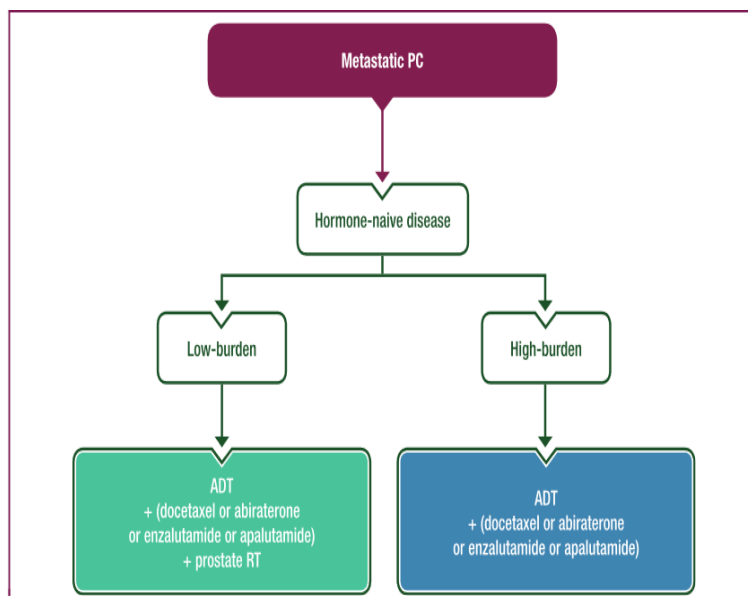 Metastatic PC
Hormone-naive disease
Low-burden
High-burden
ADT
+ (docetaxel or abiraterone
or enzalutamide or apalutamide)
+ prostate RT
ADT
+ (docetaxel or abiraterone
or enzalutamide or apalutamide)